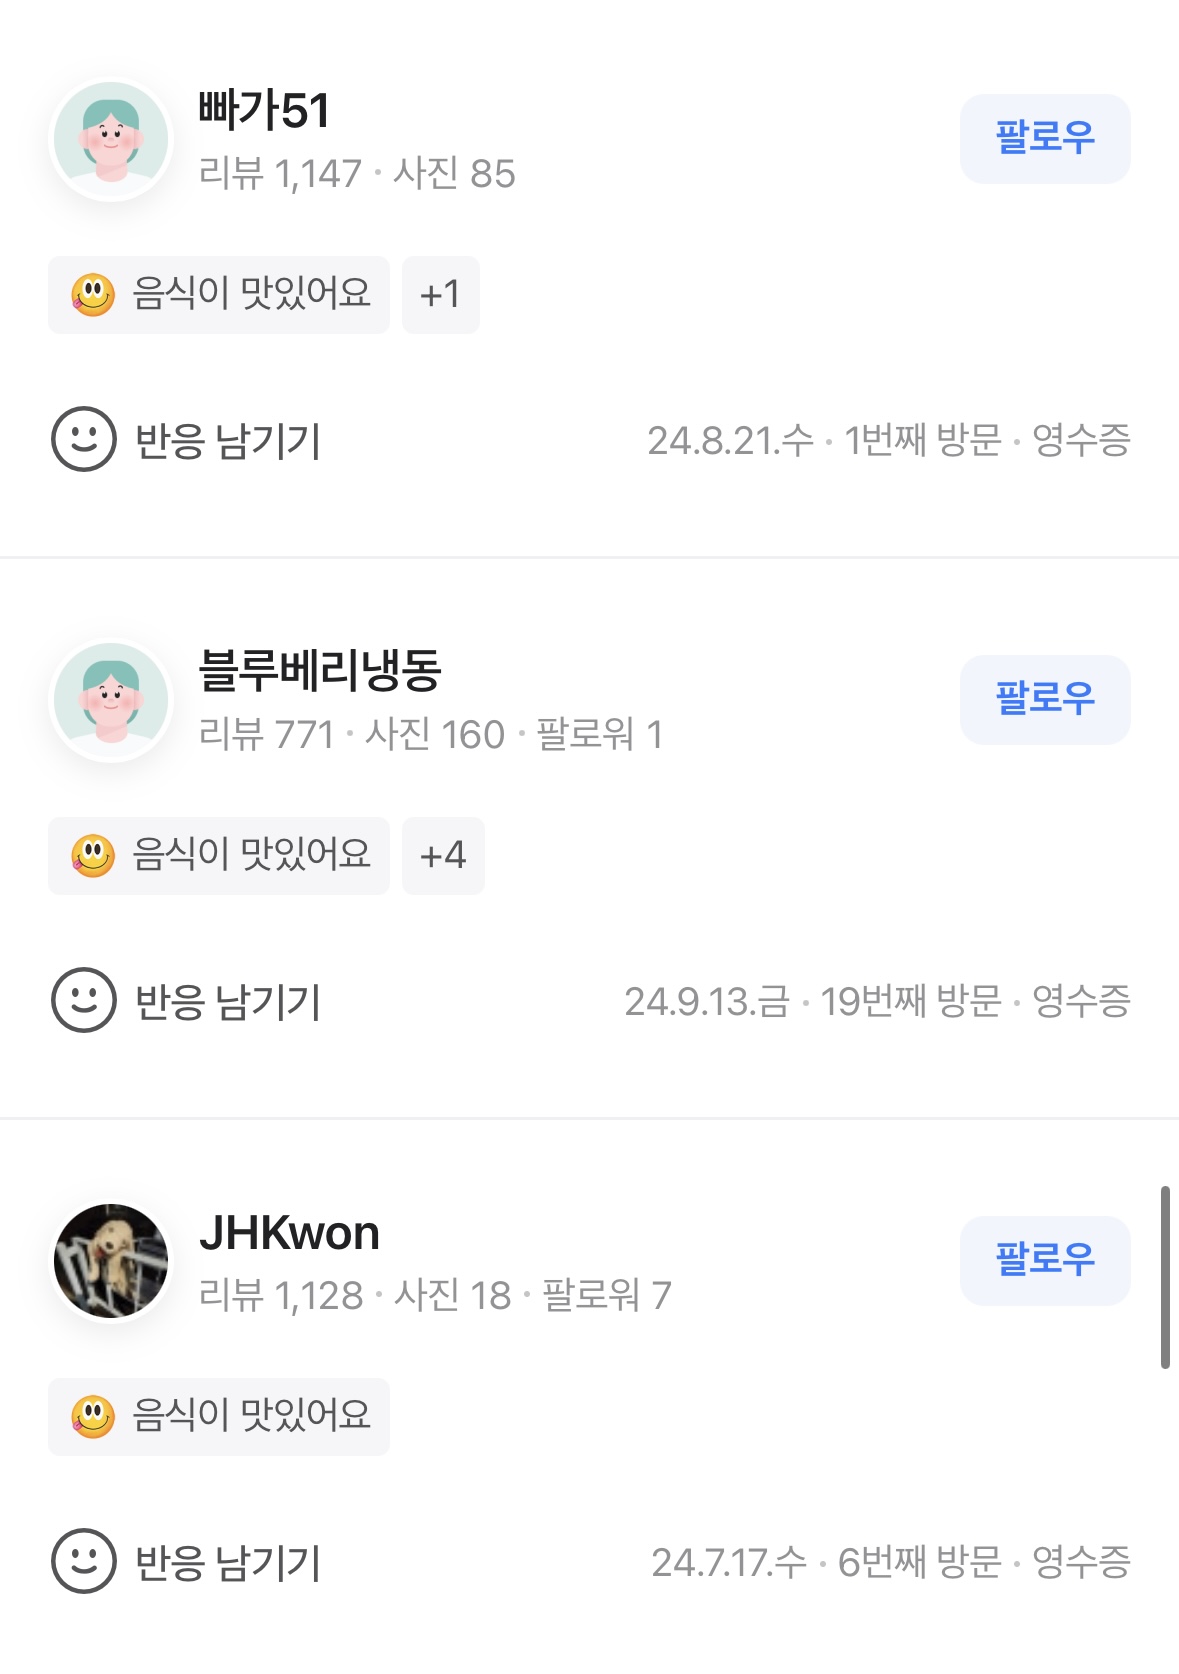 빠가51
팔로우
리뷰 1,147 · 사진 85
음식이 맛있어요 +1
반응 남기기 24.8.21.수 · 1번째 방문 · 영수증
블루베리냉동
팔로우
리뷰 771 · 사진 160 · 팔로워 1
음식이 맛있어요 +4
반응 남기기 24.9.13.금 · 19번째 방문 · 영수증
JHKwon
팔로우
리뷰 1,128 · 사진 18 · 팔로워 7
음식이 맛있어요
반응 남기기 24.7.17.수 · 6번째 방문 · 영수증